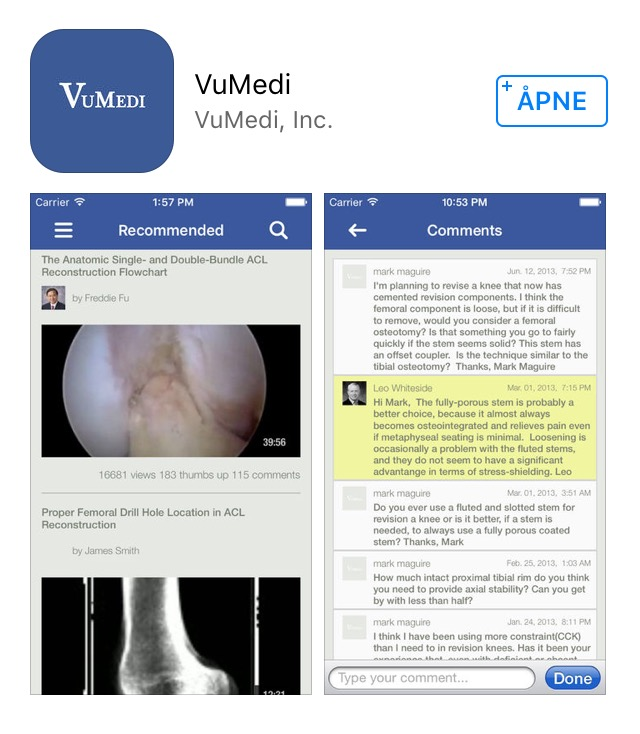 VUMEDI
VuMedi
VuMedi, Inc.
+ ÅPNE
Carrier 1:57 PM
Recommended
The Anatomic Single- and Double-Bundle ACL
Reconstruction Flowchart
by Freddie Fu
39:56
16681 views 183 thumbs up 115 comments
Proper Femoral Drill Hole Location in ACL
Reconstruction
by James Smith
12:21
Carrier 10:53 PM
Comments
mark maguire Jun. 12, 2013, 7:52 PM
I'm planning to revise a knee that now has
cemented revision components. I think the
femoral component is loose, but if it is difficult
to remove, would you consider a femoral
osteotomy? Is that something you go to fairly
quickly if the stem seems solid? This stem has
an offset coupler. Is the technique similar to the
tibial osteotomy? Thanks, Mark Maguire
Leo Whiteside Mar. 01, 2013, 7:15 PM
Hi Mark, The fully-porous stem is probably a
better choice, because it almost always
becomes osteointegrated and relieves pain even
if metaphyseal seating is minimal. Loosening is
occasionally a problem with the fluted stems,
and they do not seem to have a significant
advantange in terms of stress-shielding. Leo
mark maguire Mar. 01, 2013, 3:51 AM
Do you ever use a fluted and slotted stem for
revision a knee or is it better, if a stem is
needed, to always use a fully porous coated
stem? Thanks, Mark
mark maguire Feb. 25, 2013, 1:03 AM
How much intact proximal tibial rim do you think
you need to provide axial stability? Can you get
by with less than half?
mark maguire Jan. 24, 2013, 8:11 PM
I think I have been using more constraint(CCK)
than I need to in revision knees. Has it been your
experience that, even with deficient or absent
Type your comment... Done